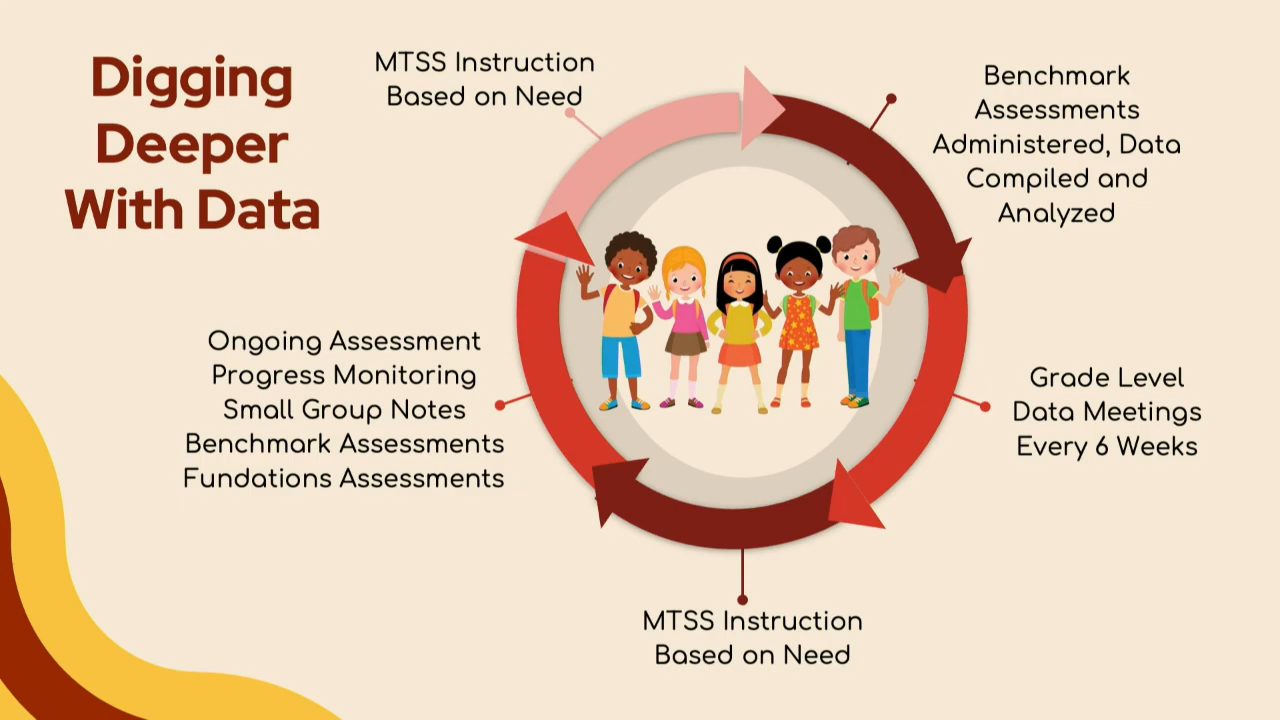 Digging
Deeper
With Data
MTSS Instruction
Based on Need
Benchmark
Assessments
Administered, Data
Compiled and
Analyzed
Grade Level
Data Meetings
Every 6 Weeks
MTSS Instruction
Based on Need
Ongoing Assessment
Progress Monitoring
Small Group Notes
Benchmark Assessments
Fundations Assessments